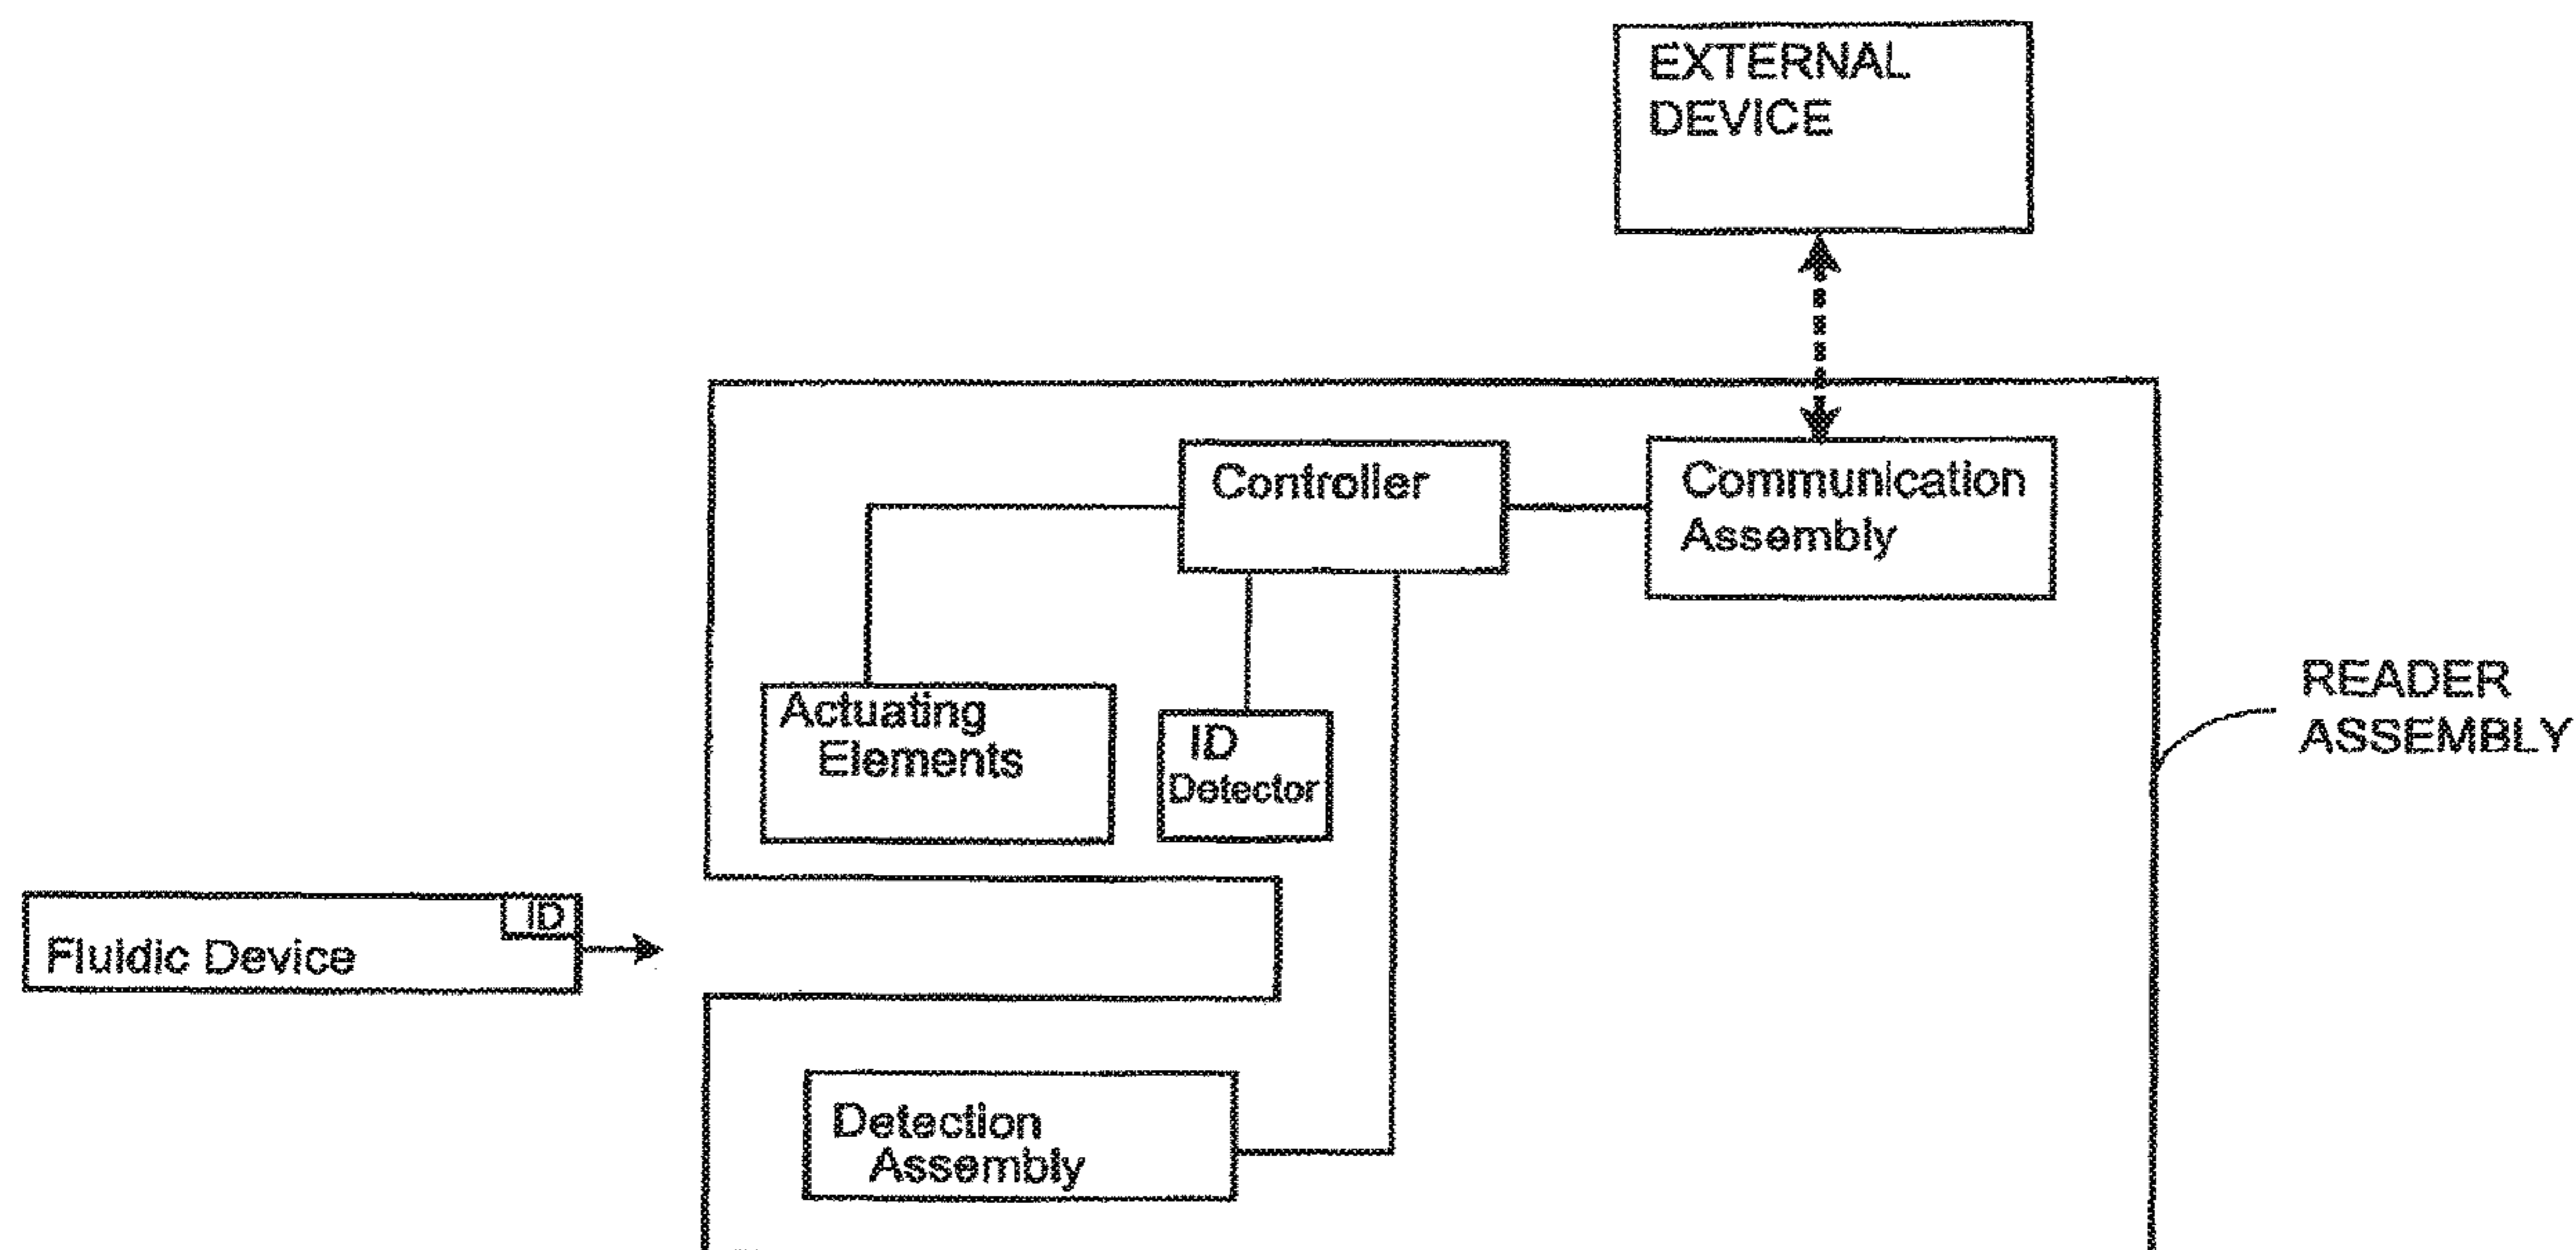 EXTERNAL
DEVICE
Controller
Communication
Assembly
Actuating
Elements
ID
Detector
READER
ASSEMBLY
ID
Fluidic Device
Detection
Assembly